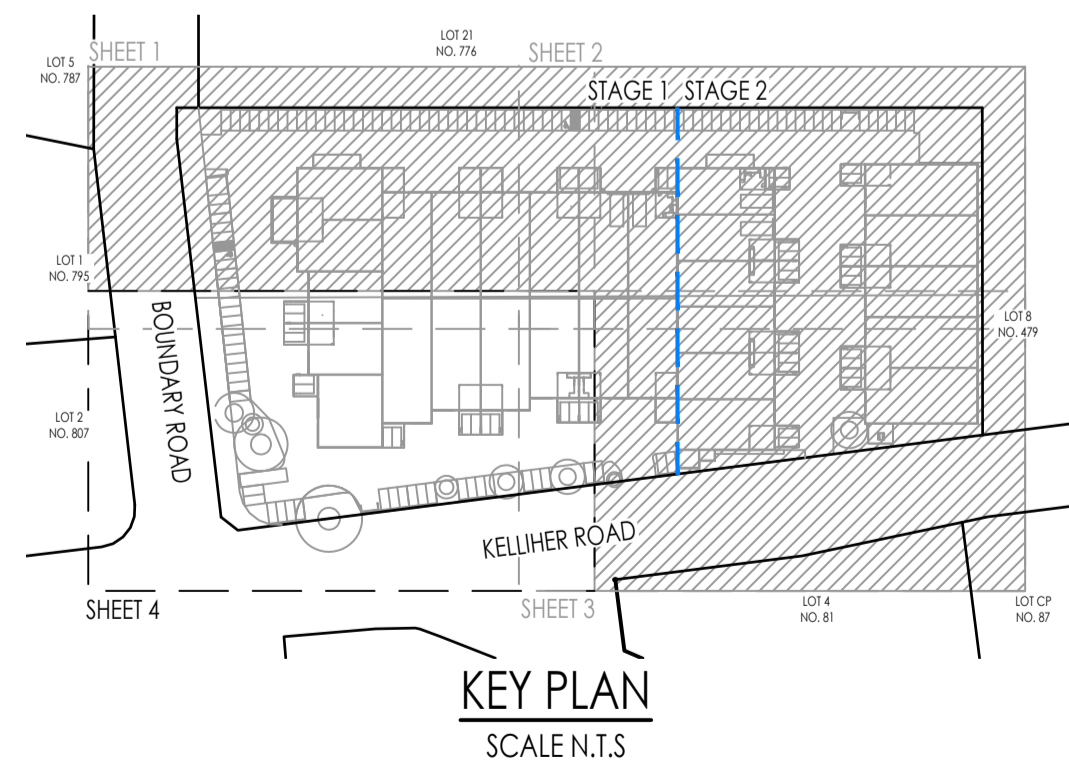 LOT 21
NO. 776
SHEET 1
SHEET 2
LOT 5
NO. 787
STAGE 1
STAGE 2
LOT 1
NO. 795
BOUNDARY ROAD
LOT 8
NO. 479
LOT 2
NO. 807
KELLIHER ROAD
SHEET 4
SHEET 3
LOT 4
NO. 81
LOT CP
NO. 87
KEY PLAN
SCALE N.T.S